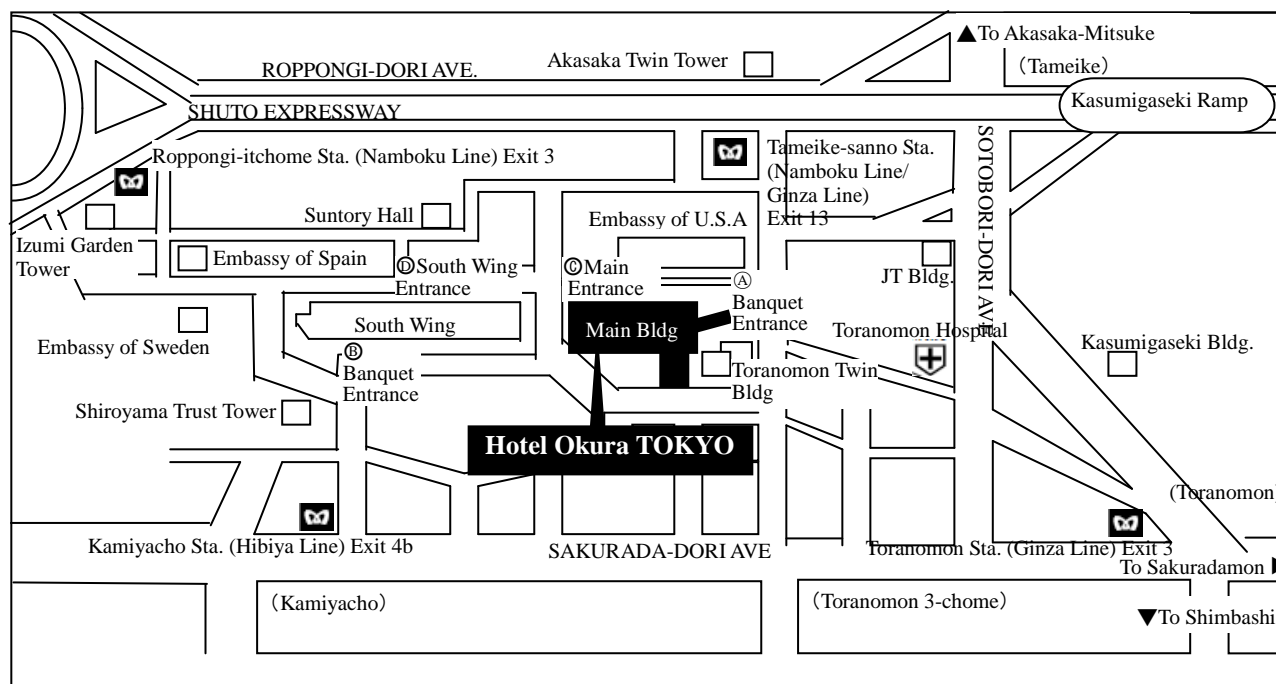 ▲To Akasaka-Mitsuke
Akasaka Twin Tower
（Tameike）
ROPPONGI-DORI AVE.
Kasumigaseki Ramp
SHUTO EXPRESSWAY
SOTOBORI-DORI AVE
Roppongi-itchome Sta. (Namboku Line) Exit 3
Tameike-sanno Sta.
(Namboku Line/
Ginza Line)
Exit 13
Suntory Hall
Embassy of U.S.A
Izumi Garden
Tower
Embassy of Spain
ⒹSouth Wing
Entrance
ⒸMain
Entrance
Ⓐ
Banquet
Entrance
JT Bldg.
South Wing
Main Bldg
Toranomon Hospital
Embassy of Sweden
Kasumigaseki Bldg.
Ⓑ
Banquet
Entrance
Toranomon Twin
Bldg
Shiroyama Trust Tower
Hotel Okura TOKYO
(Toranomon)
Kamiyacho Sta. (Hibiya Line) Exit 4b
SAKURADA-DORI AVE
Toranomon Sta. (Ginza Line) Exit 3
To Sakuradamon ▶
（Kamiyacho）
（Toranomon 3-chome）
▼To Shimbashi